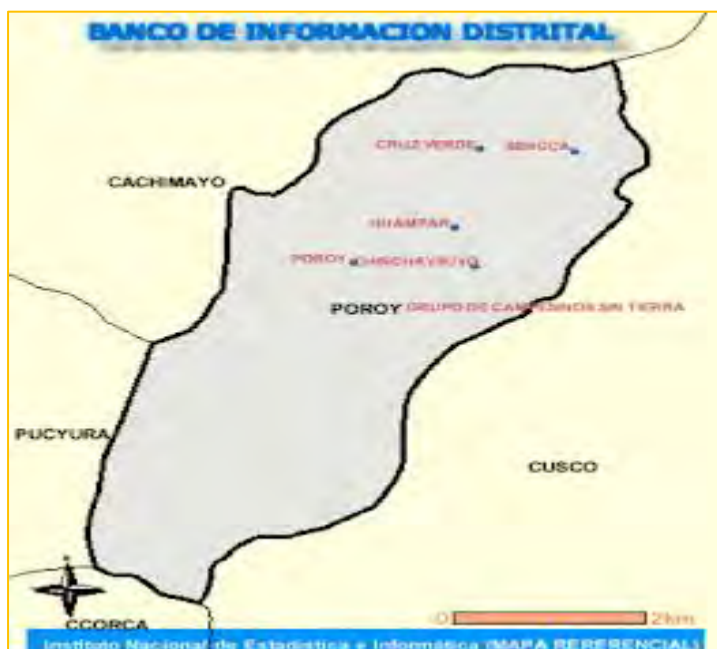 BANCO DE INFORMACION DISTRITAL
CRUZ VERDE SENCCA
CACHIMAYO
HUAMPAR
POROY CHINCHAYSUYO
POROY GRUPO DE CAMPESINOS SIN TIERRA
PUCYURA
CUSCO
CCORCA
0 2km
Instituto Nacional de Estadistica e Informática (MAPA REFERENCIAL)